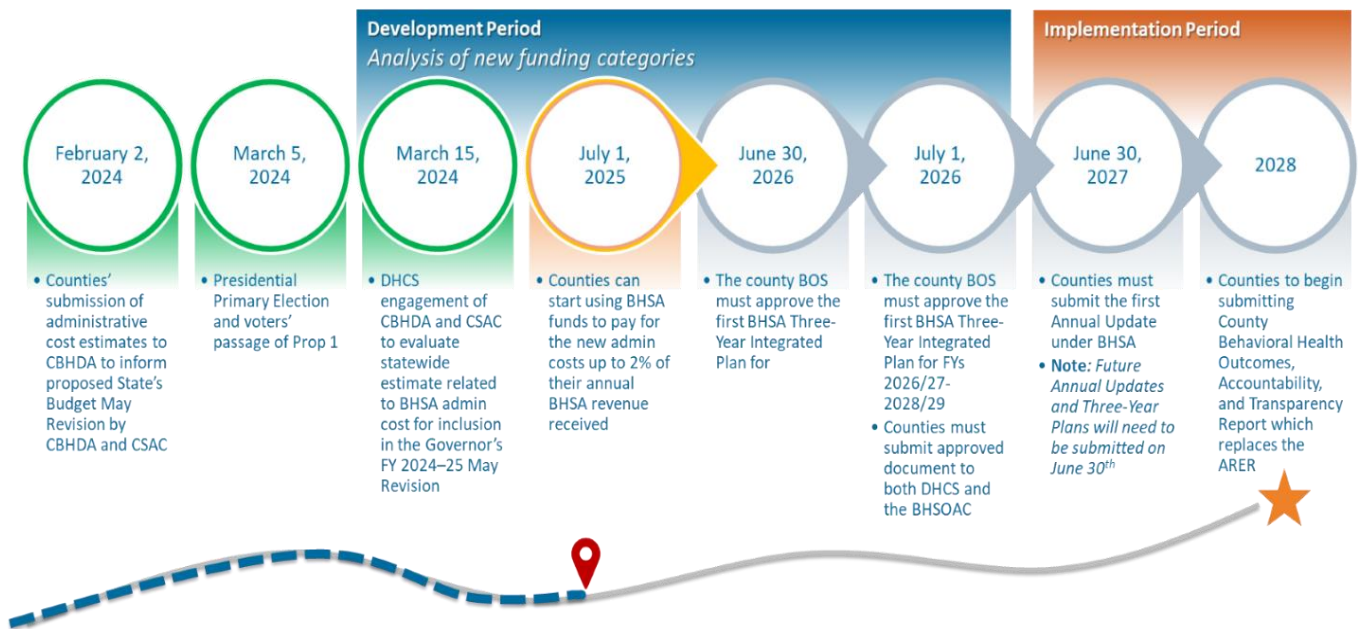 Development Period
Analysis of new funding categories
Implementation Period
February 2,
2024
March 5,
2024
March 15,
2024
July 1,
2025
June 30,
2026
July 1,
2026
June 30,
2027
2028
• Counties'
submission of
administrative
cost estimates to
CBHDA to inform
proposed State's
Budget May
Revision by
CBHDA and CSAC
• Presidential
Primary Election
and voters'
passage of Prop 1
• DHCS
engagement of
CBHDA and CSAC
to evaluate
statewide
estimate related
to BHSA admin
cost for inclusion
in the Governor's
FY 2024–25 May
Revision
• Counties can
start using BHSA
funds to pay for
the new admin
costs up to 2% of
their annual
BHSA revenue
received
• The county BOS
must approve the
first BHSA Three-
Year Integrated
Plan for
• The county BOS
must approve the
first BHSA Three-
Year Integrated
Plan for FYs
2026/27-
2028/29
• Counties must
submit approved
document to
both DHCS and
the BHSOAC
• Counties must
submit the first
Annual Update
under BHSA
• Note: Future
Annual Updates
and Three-Year
Plans will need to
be submitted on
June 30th
• Counties to begin
submitting
County
Behavioral Health
Outcomes,
Accountability,
and Transparency
Report which
replaces the
ARER